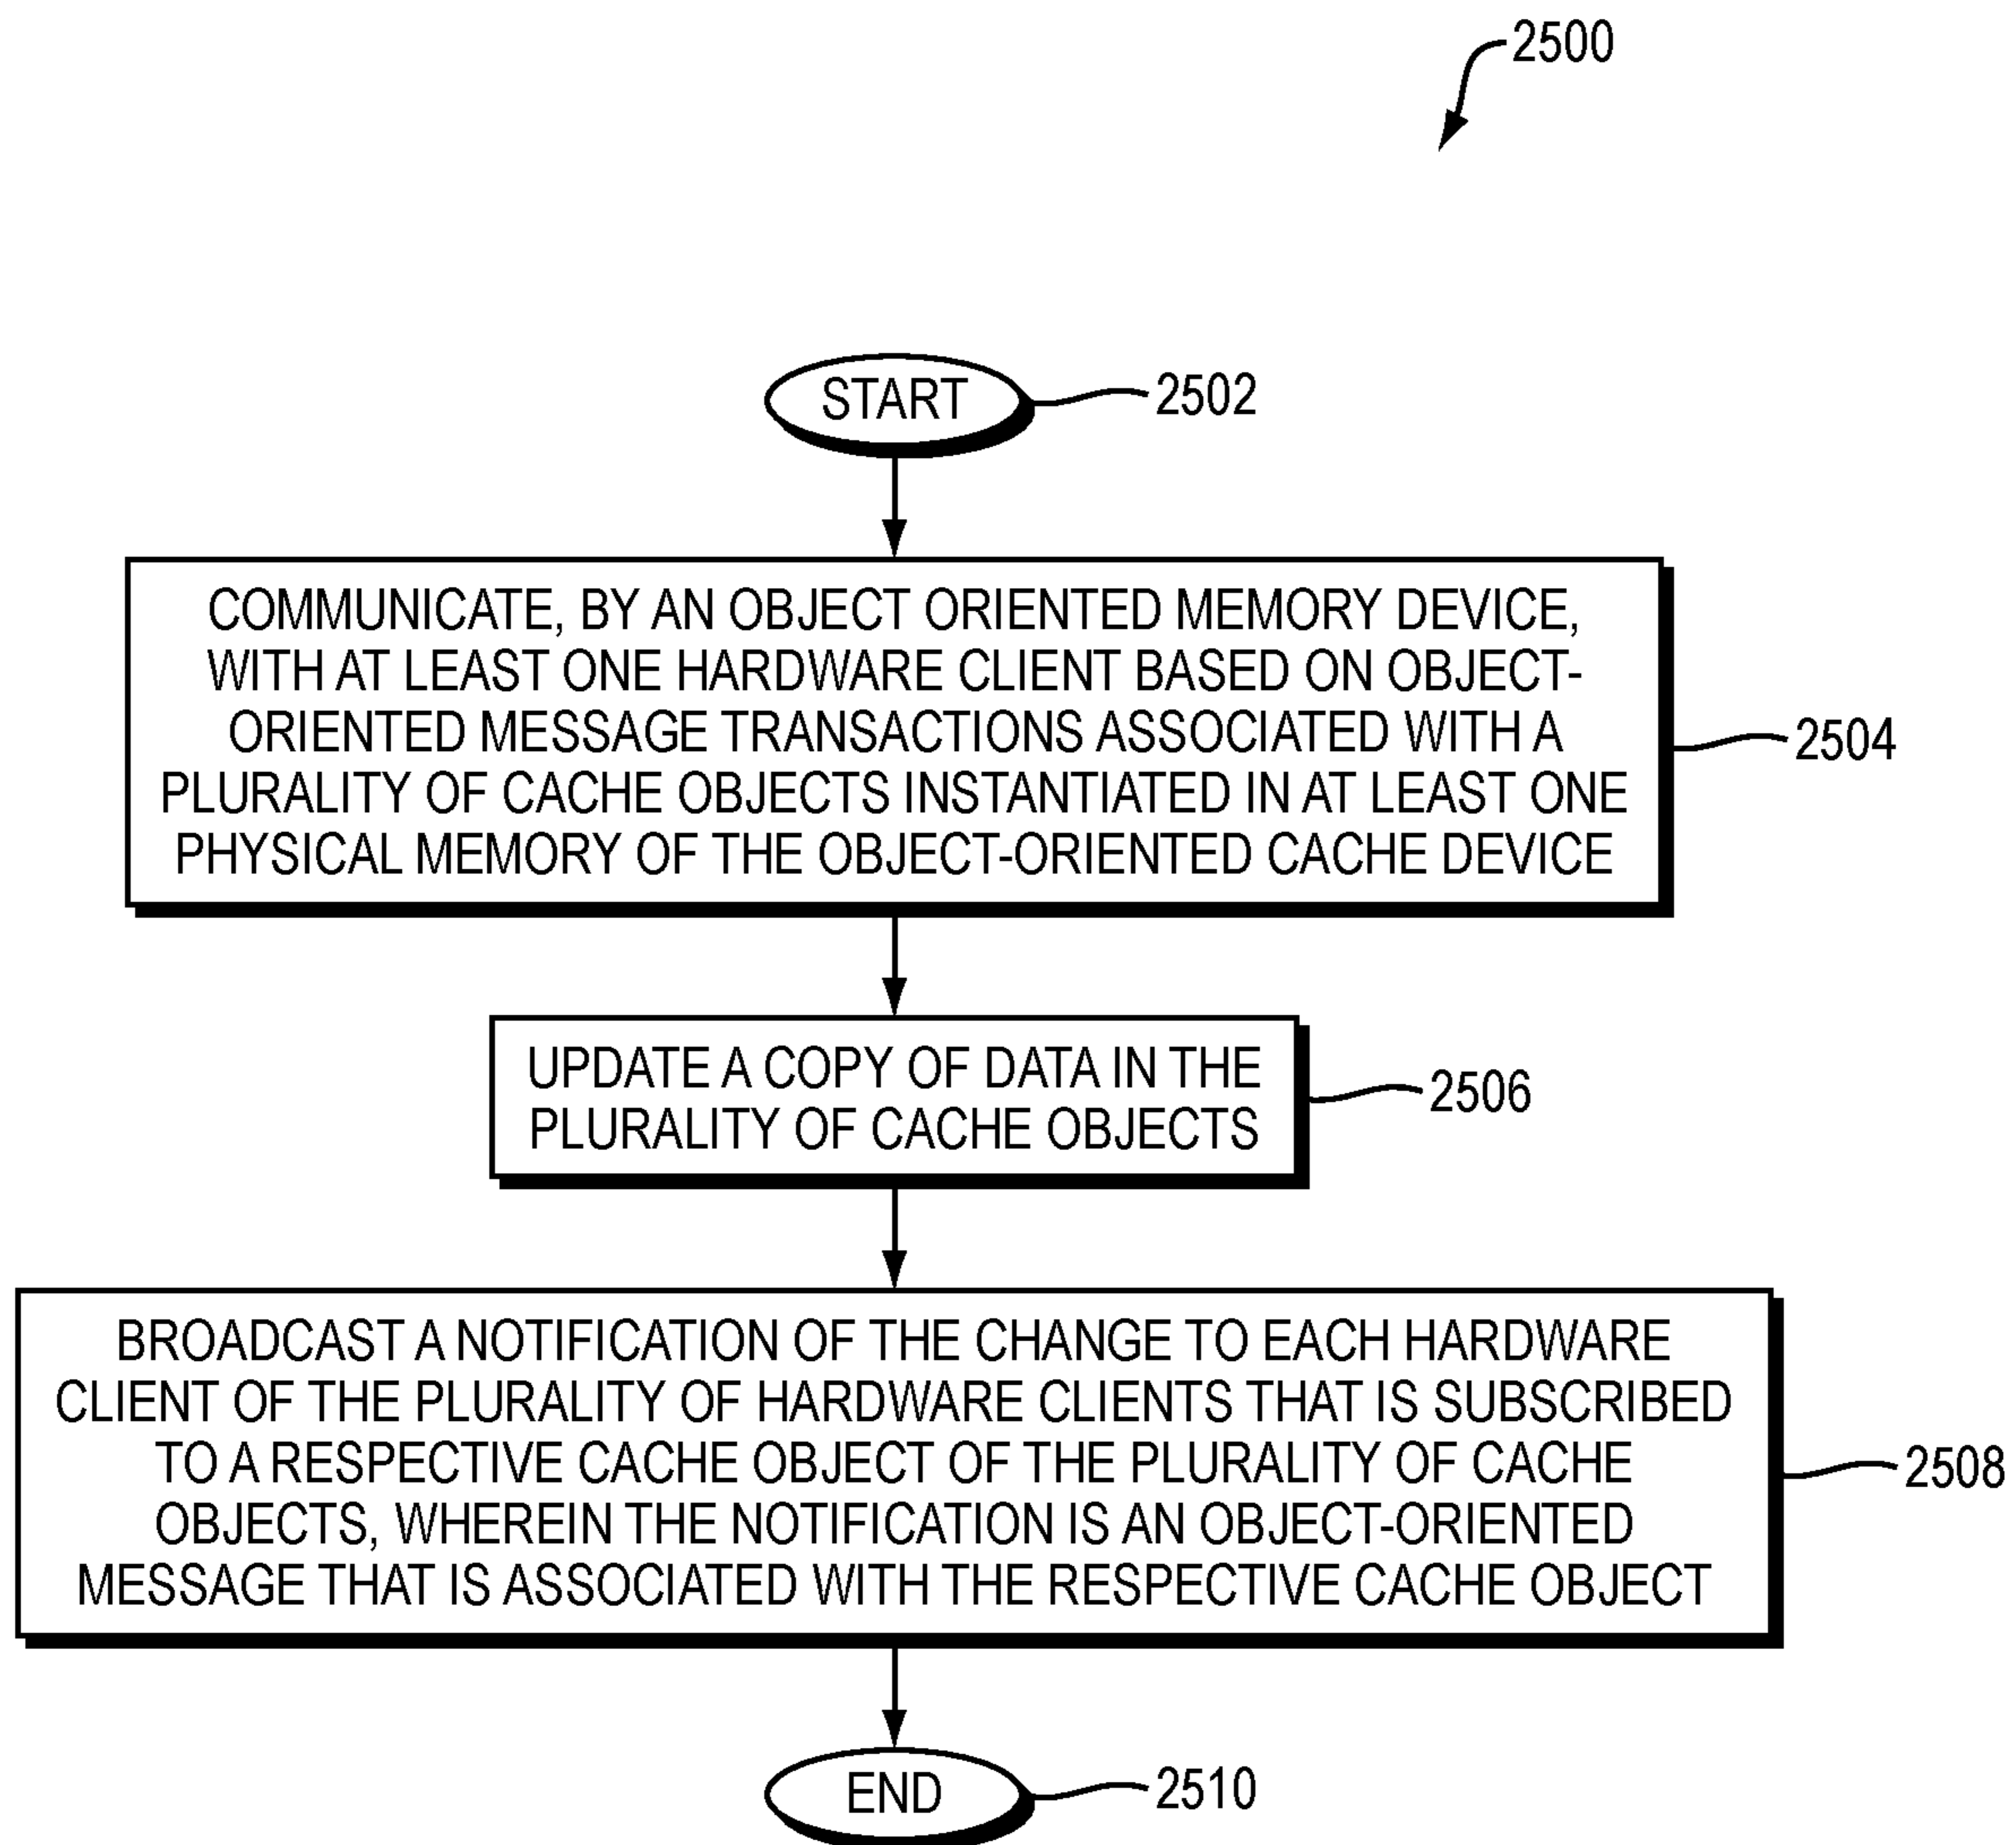 2500
START
2502
COMMUNICATE, BY AN OBJECT ORIENTED MEMORY DEVICE,
WITH AT LEAST ONE HARDWARE CLIENT BASED ON OBJECT-
ORIENTED MESSAGE TRANSACTIONS ASSOCIATED WITH A
PLURALITY OF CACHE OBJECTS INSTANTIATED IN AT LEAST ONE
PHYSICAL MEMORY OF THE OBJECT-ORIENTED CACHE DEVICE
2504
UPDATE A COPY OF DATA IN THE
PLURALITY OF CACHE OBJECTS
2506
BROADCAST A NOTIFICATION OF THE CHANGE TO EACH HARDWARE
CLIENT OF THE PLURALITY OF HARDWARE CLIENTS THAT IS SUBSCRIBED
TO A RESPECTIVE CACHE OBJECT OF THE PLURALITY OF CACHE
OBJECTS, WHEREIN THE NOTIFICATION IS AN OBJECT-ORIENTED
MESSAGE THAT IS ASSOCIATED WITH THE RESPECTIVE CACHE OBJECT
2508
END
2510